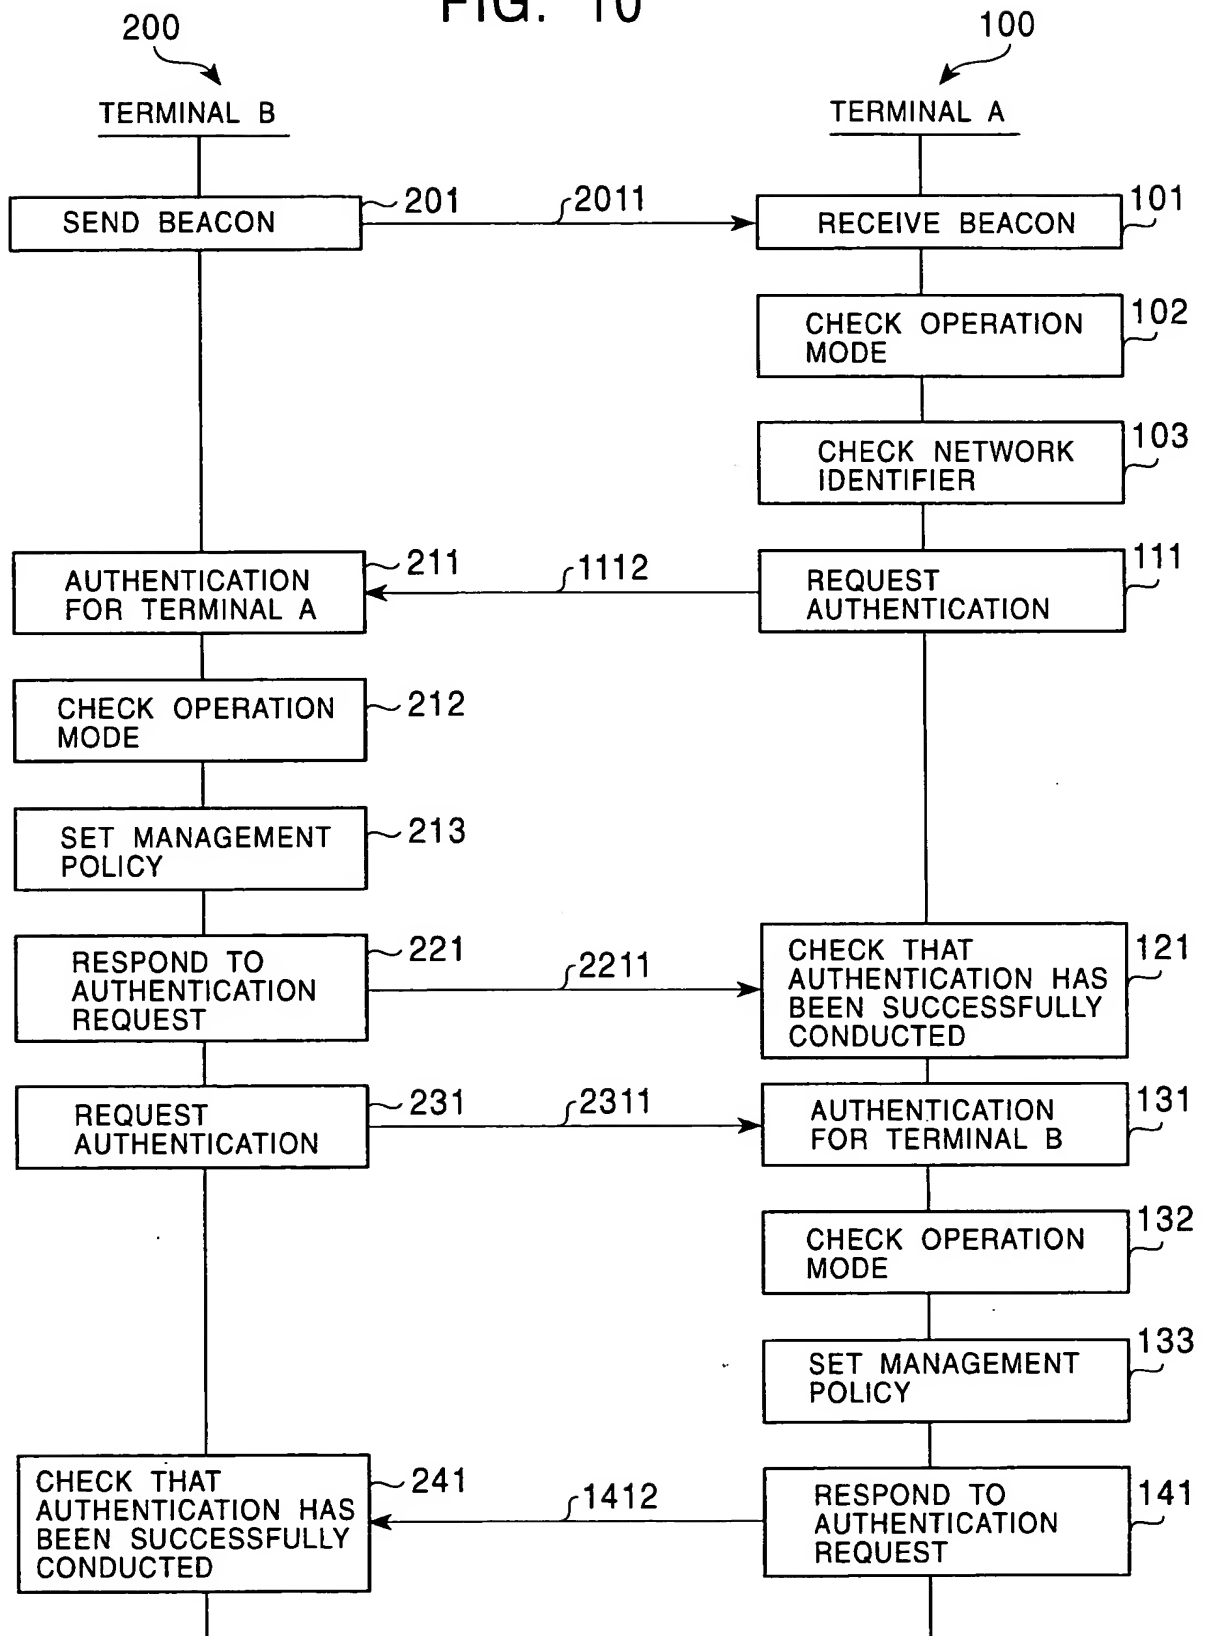 FIG. 10
200
100
TERMINAL B
TERMINAL A
SEND BEACON
201
2011
RECEIVE BEACON
101
CHECK OPERATION
MODE
102
CHECK NETWORK
IDENTIFIER
103
AUTHENTICATION
FOR TERMINAL A
211
1112
REQUEST
AUTHENTICATION
111
CHECK OPERATION
MODE
212
SET MANAGEMENT
POLICY
213
RESPOND TO
AUTHENTICATION
REQUEST
221
2211
CHECK THAT
AUTHENTICATION HAS
BEEN SUCCESSFULLY
CONDUCTED
121
REQUEST
AUTHENTICATION
231
2311
AUTHENTICATION
FOR TERMINAL B
131
CHECK OPERATION
MODE
132
SET MANAGEMENT
POLICY
133
CHECK THAT
AUTHENTICATION HAS
BEEN SUCCESSFULLY
CONDUCTED
241
1412
RESPOND TO
AUTHENTICATION
REQUEST
141